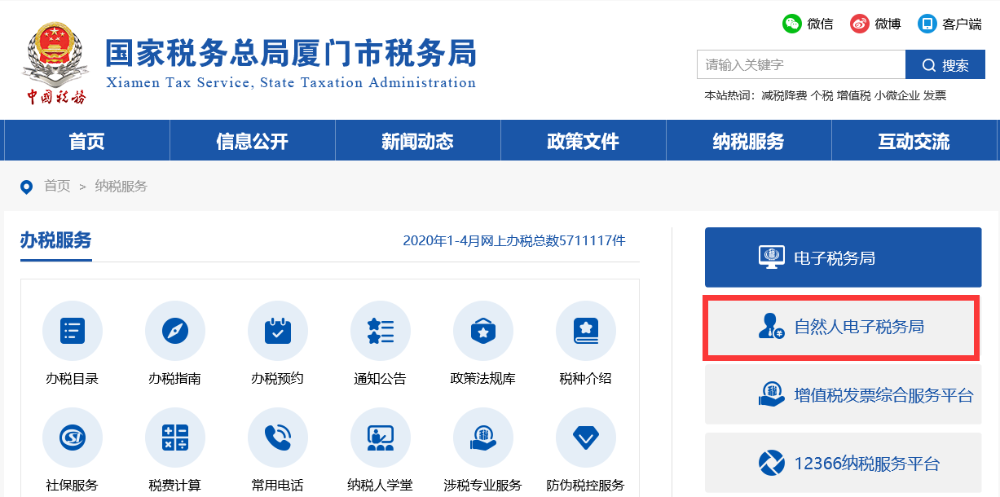 微信 微博 客户端
国家税务总局厦门市税务局
Xiamen Tax Service, State Taxation Administration
中国税务
请输入关键字 搜索
本站热词: 减税降费 个税 增值税 小微企业 发票
首页 信息公开 新闻动态 政策文件 纳税服务 互动交流
首页 > 纳税服务
办税服务 2020年1-4月网上办税总数5711117件
电子税务局
自然人电子税务局
增值税发票综合服务平台
12366纳税服务平台
办税目录 办税指南 办税预约 通知公告 政策法规库 税种介绍
社保服务 税费计算 常用电话 纳税人学堂 涉税专业服务 防伪税控服务